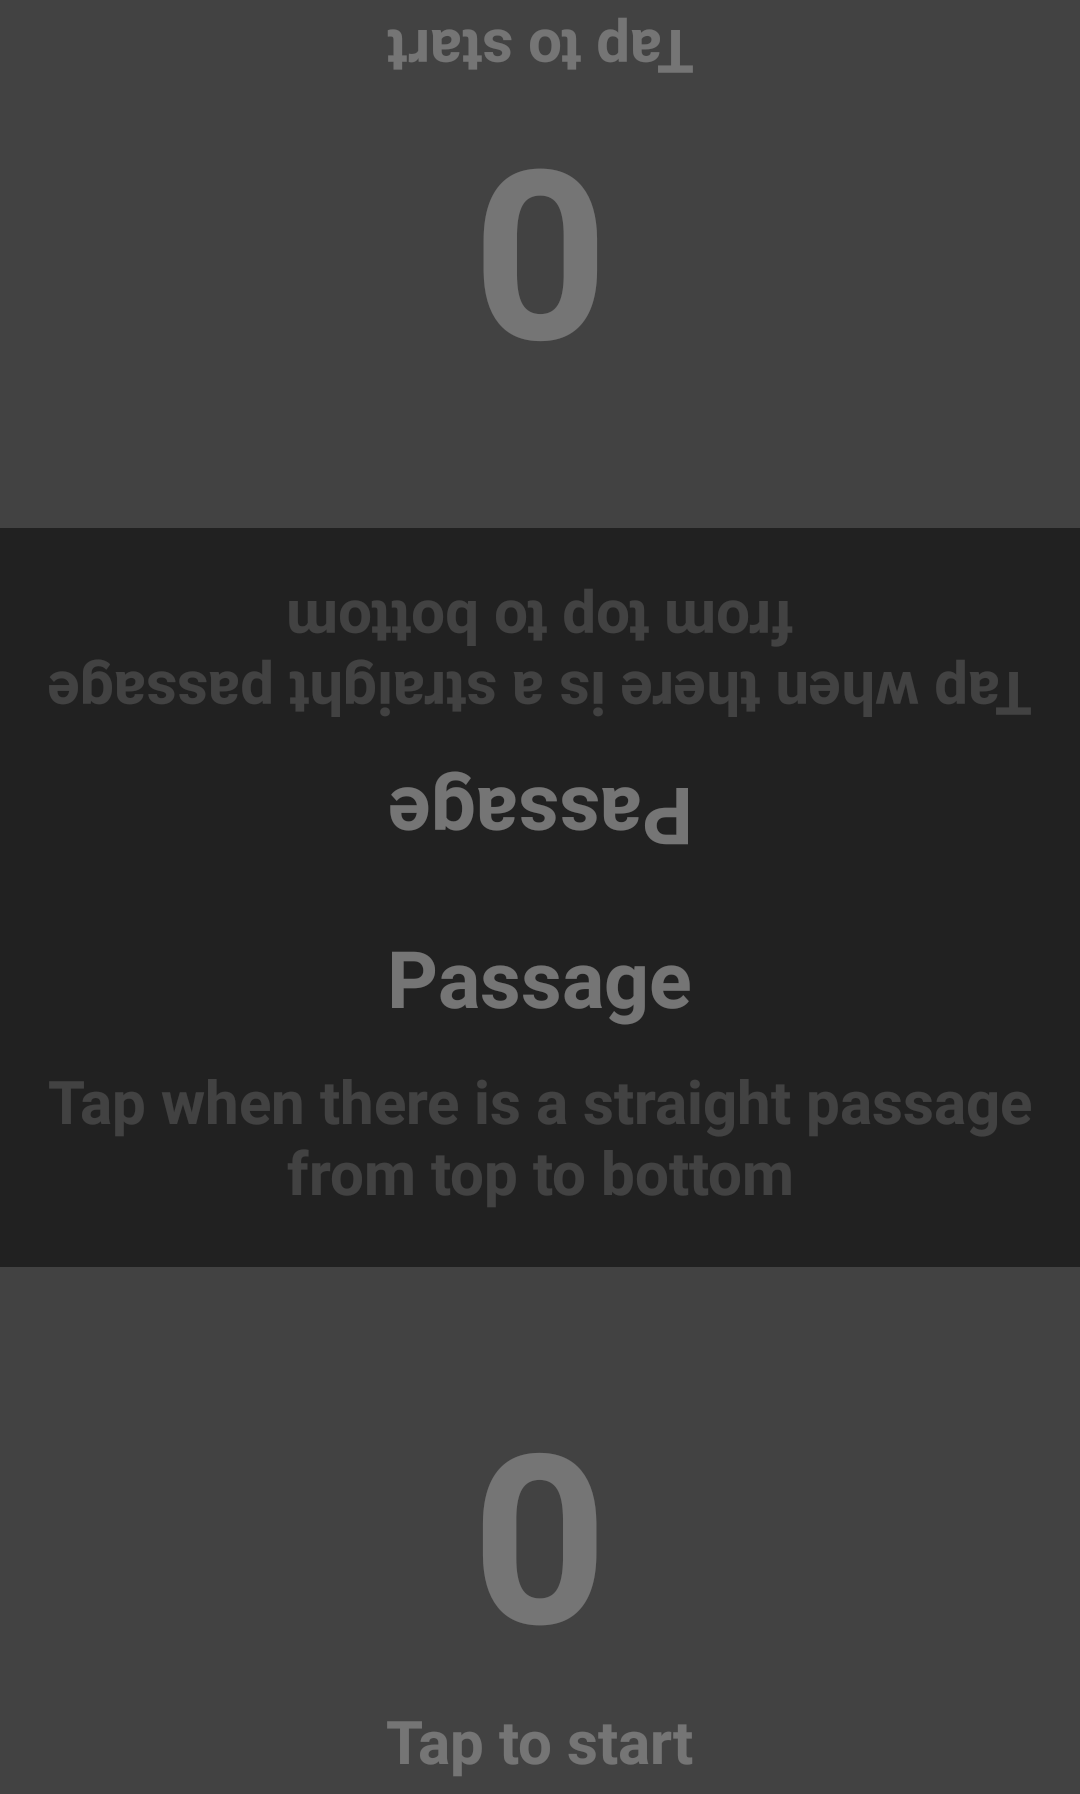 Tap to start
0
Tap when there is a straight passage
from top to bottom
Passage
Passage
Tap when there is a straight passage
from top to bottom
0
Tap to start